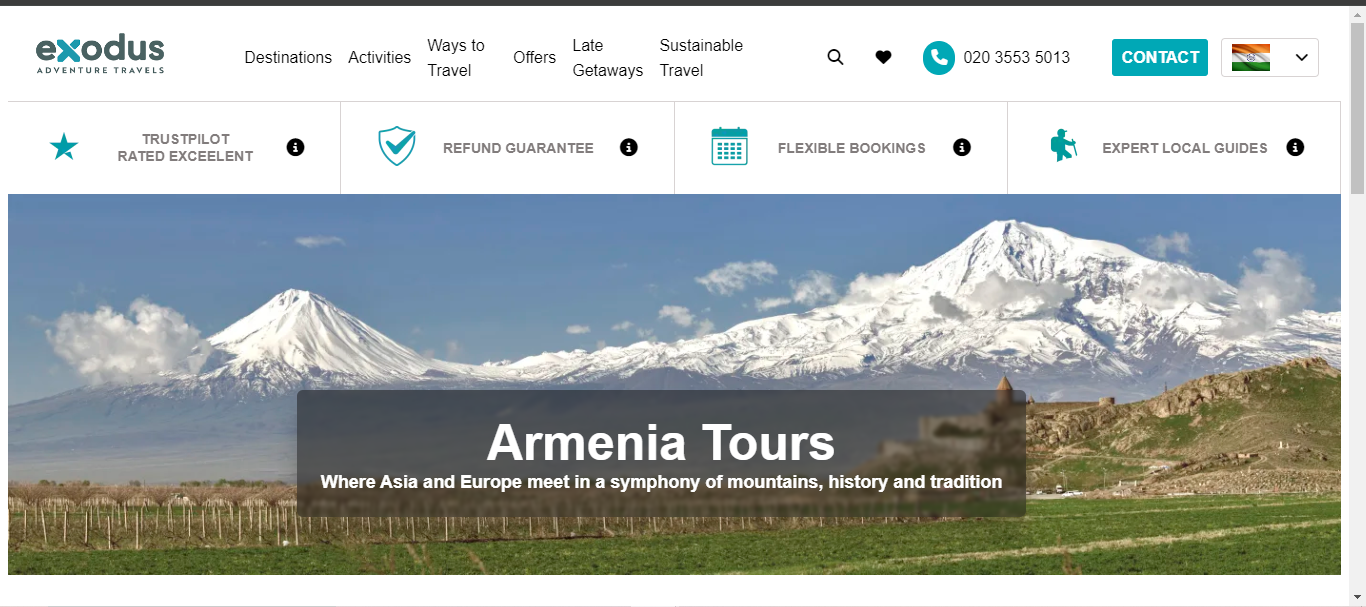 exodus
ADVENTURE TRAVELS
Destinations
Activities
Ways to
Travel
Offers
Late
Getaways
Sustainable
Travel
020 3553 5013
CONTACT
TRUSTPILOT
RATED EXCEELENT
REFUND GUARANTEE
FLEXIBLE BOOKINGS
EXPERT LOCAL GUIDES
Armenia Tours
Where Asia and Europe meet in a symphony of mountains, history and tradition